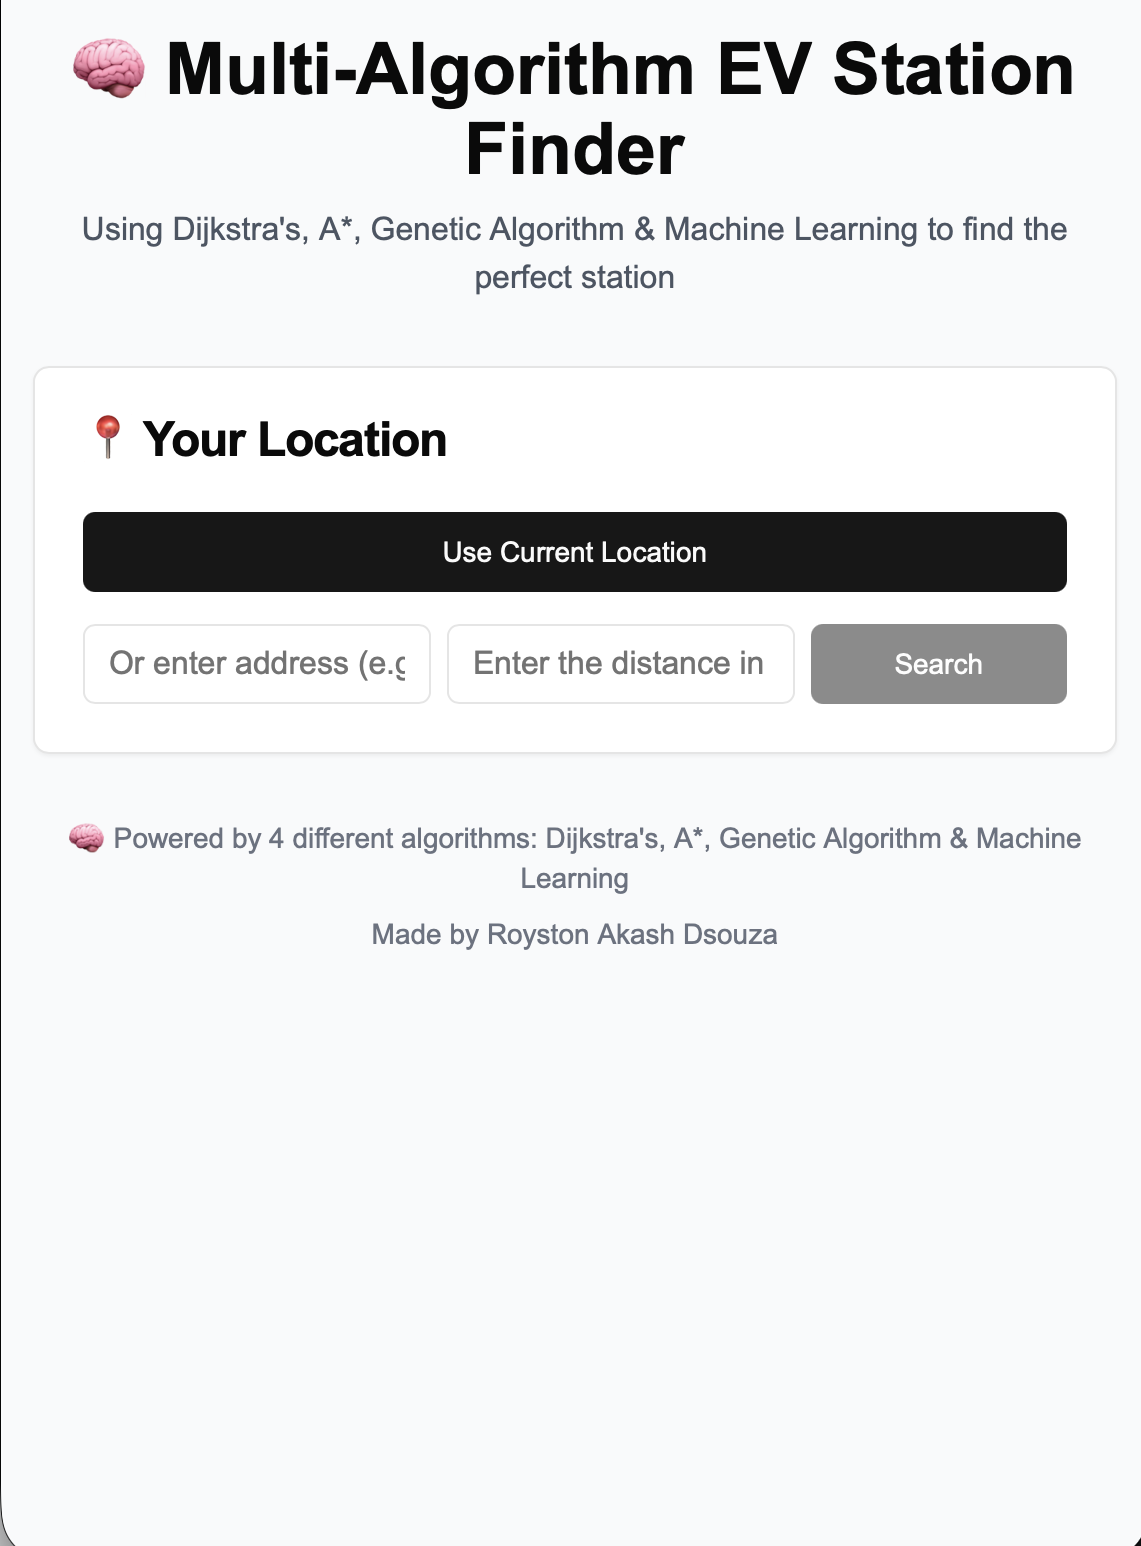 🧠 Multi-Algorithm EV Station
Finder
Using Dijkstra's, A*, Genetic Algorithm & Machine Learning to find the
perfect station
📍 Your Location
Use Current Location
Or enter address (e.g
Enter the distance in
Search
🧠 Powered by 4 different algorithms: Dijkstra's, A*, Genetic Algorithm & Machine
Learning
Made by Royston Akash Dsouza